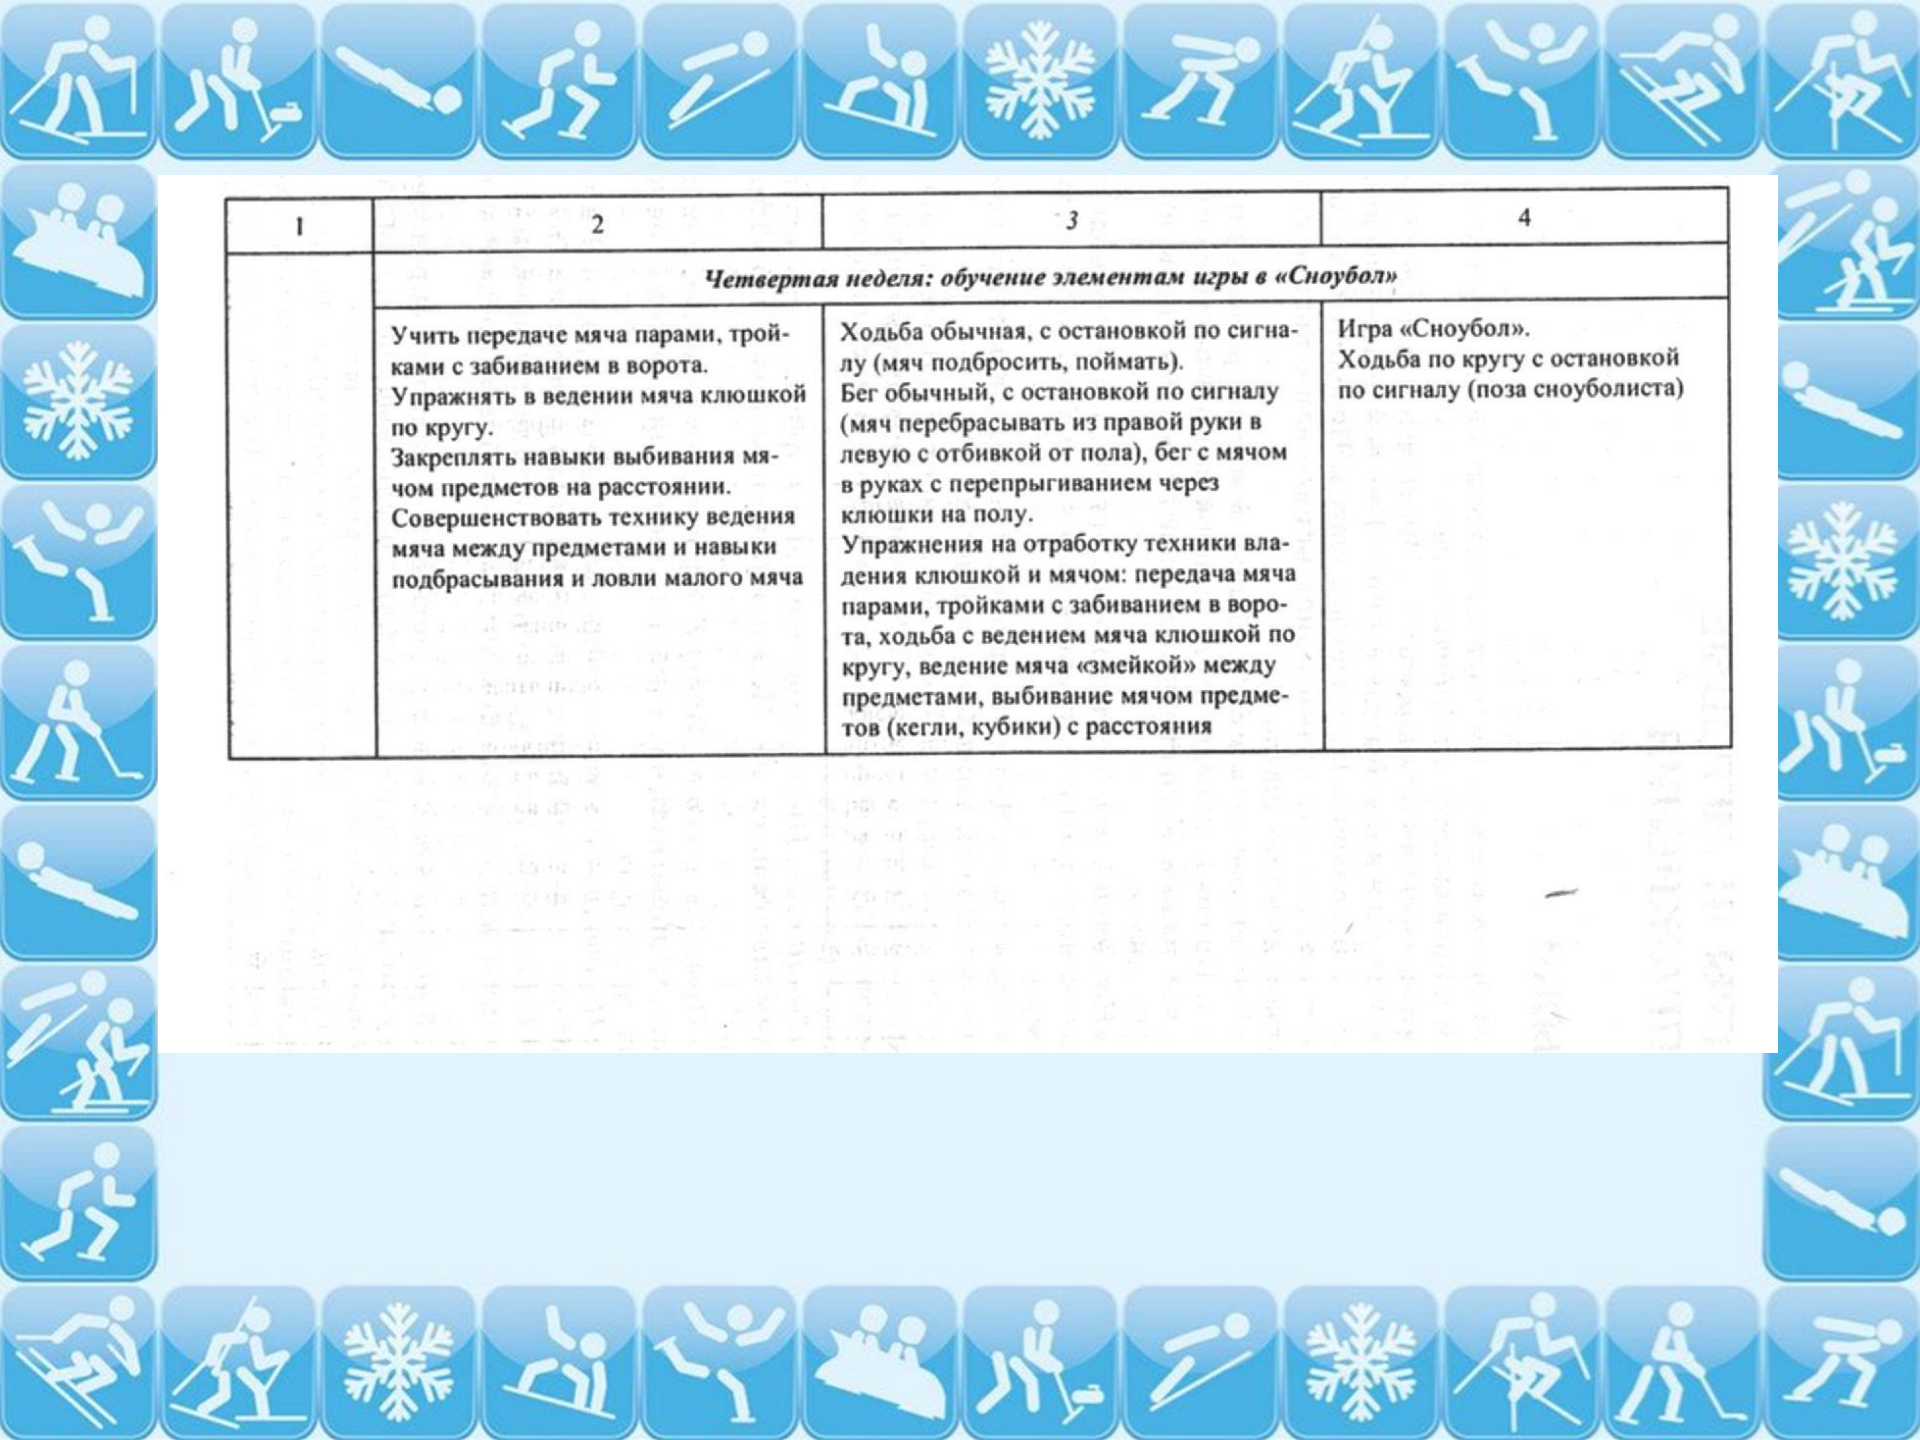 1
2
3
4
Четвертая неделя: обучение элементам игры в «Сноубол»
Учить передаче мяча парами, трой-
ками с забиванием в ворота.
Упражнять в ведении мяча клюшкой
по кругу.
Закреплять навыки выбивания мя-
чом предметов на расстоянии.
Совершенствовать технику ведения
мяча между предметами и навыки
подбрасывания и ловли малого мяча
Ходьба обычная, с остановкой по сигна-
лу (мяч подбросить, поймать).
Бег обычный, с остановкой по сигналу
(мяч перебрасывать из правой руки в
левую с отбивкой от пола), бег с мячом
в руках с перепрыгиванием через
клюшки на полу.
Упражнения на отработку техники вла-
дения клюшкой и мячом: передача мяча
парами, тройками с забиванием в воро-
та, ходьба с ведением мяча клюшкой по
кругу, ведение мяча «змейкой» между
предметами, выбивание мячом предме-
тов (кегли, кубики) с расстояния
Игра «Сноубол».
Ходьба по кругу с остановкой
по сигналу (поза сноуболиста)